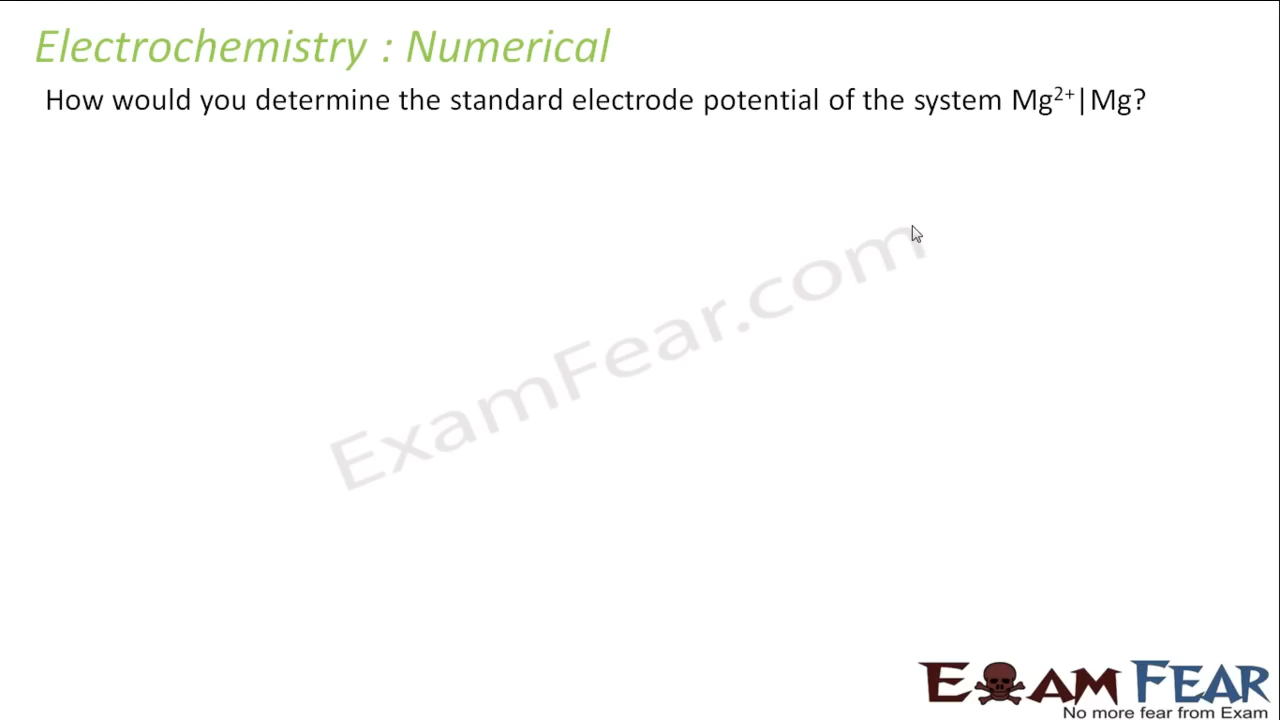 Electrochemistry : Numerical
How would you determine the standard electrode potential of the system Mg²⁺|Mg?
ExamFear.com
EXAM FEAR
No more fear from Exam